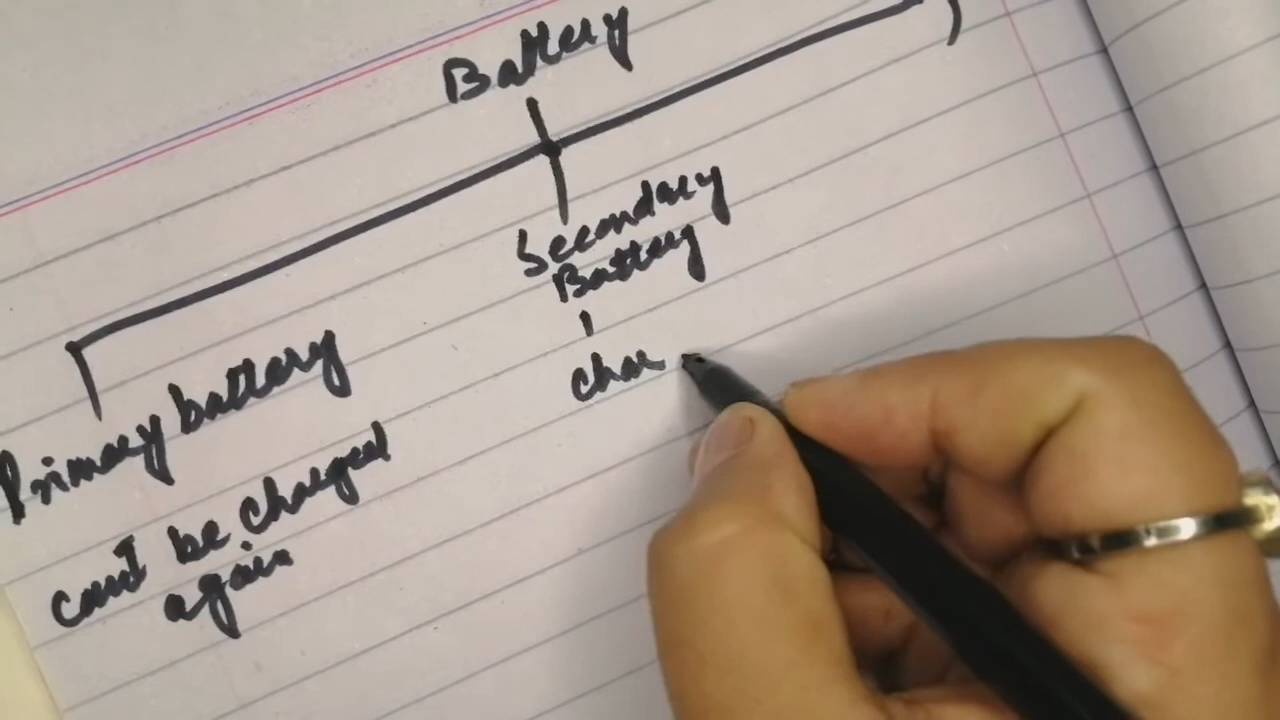 Battery
Secondary
Battery
char
Primary battery
can't be charged
again